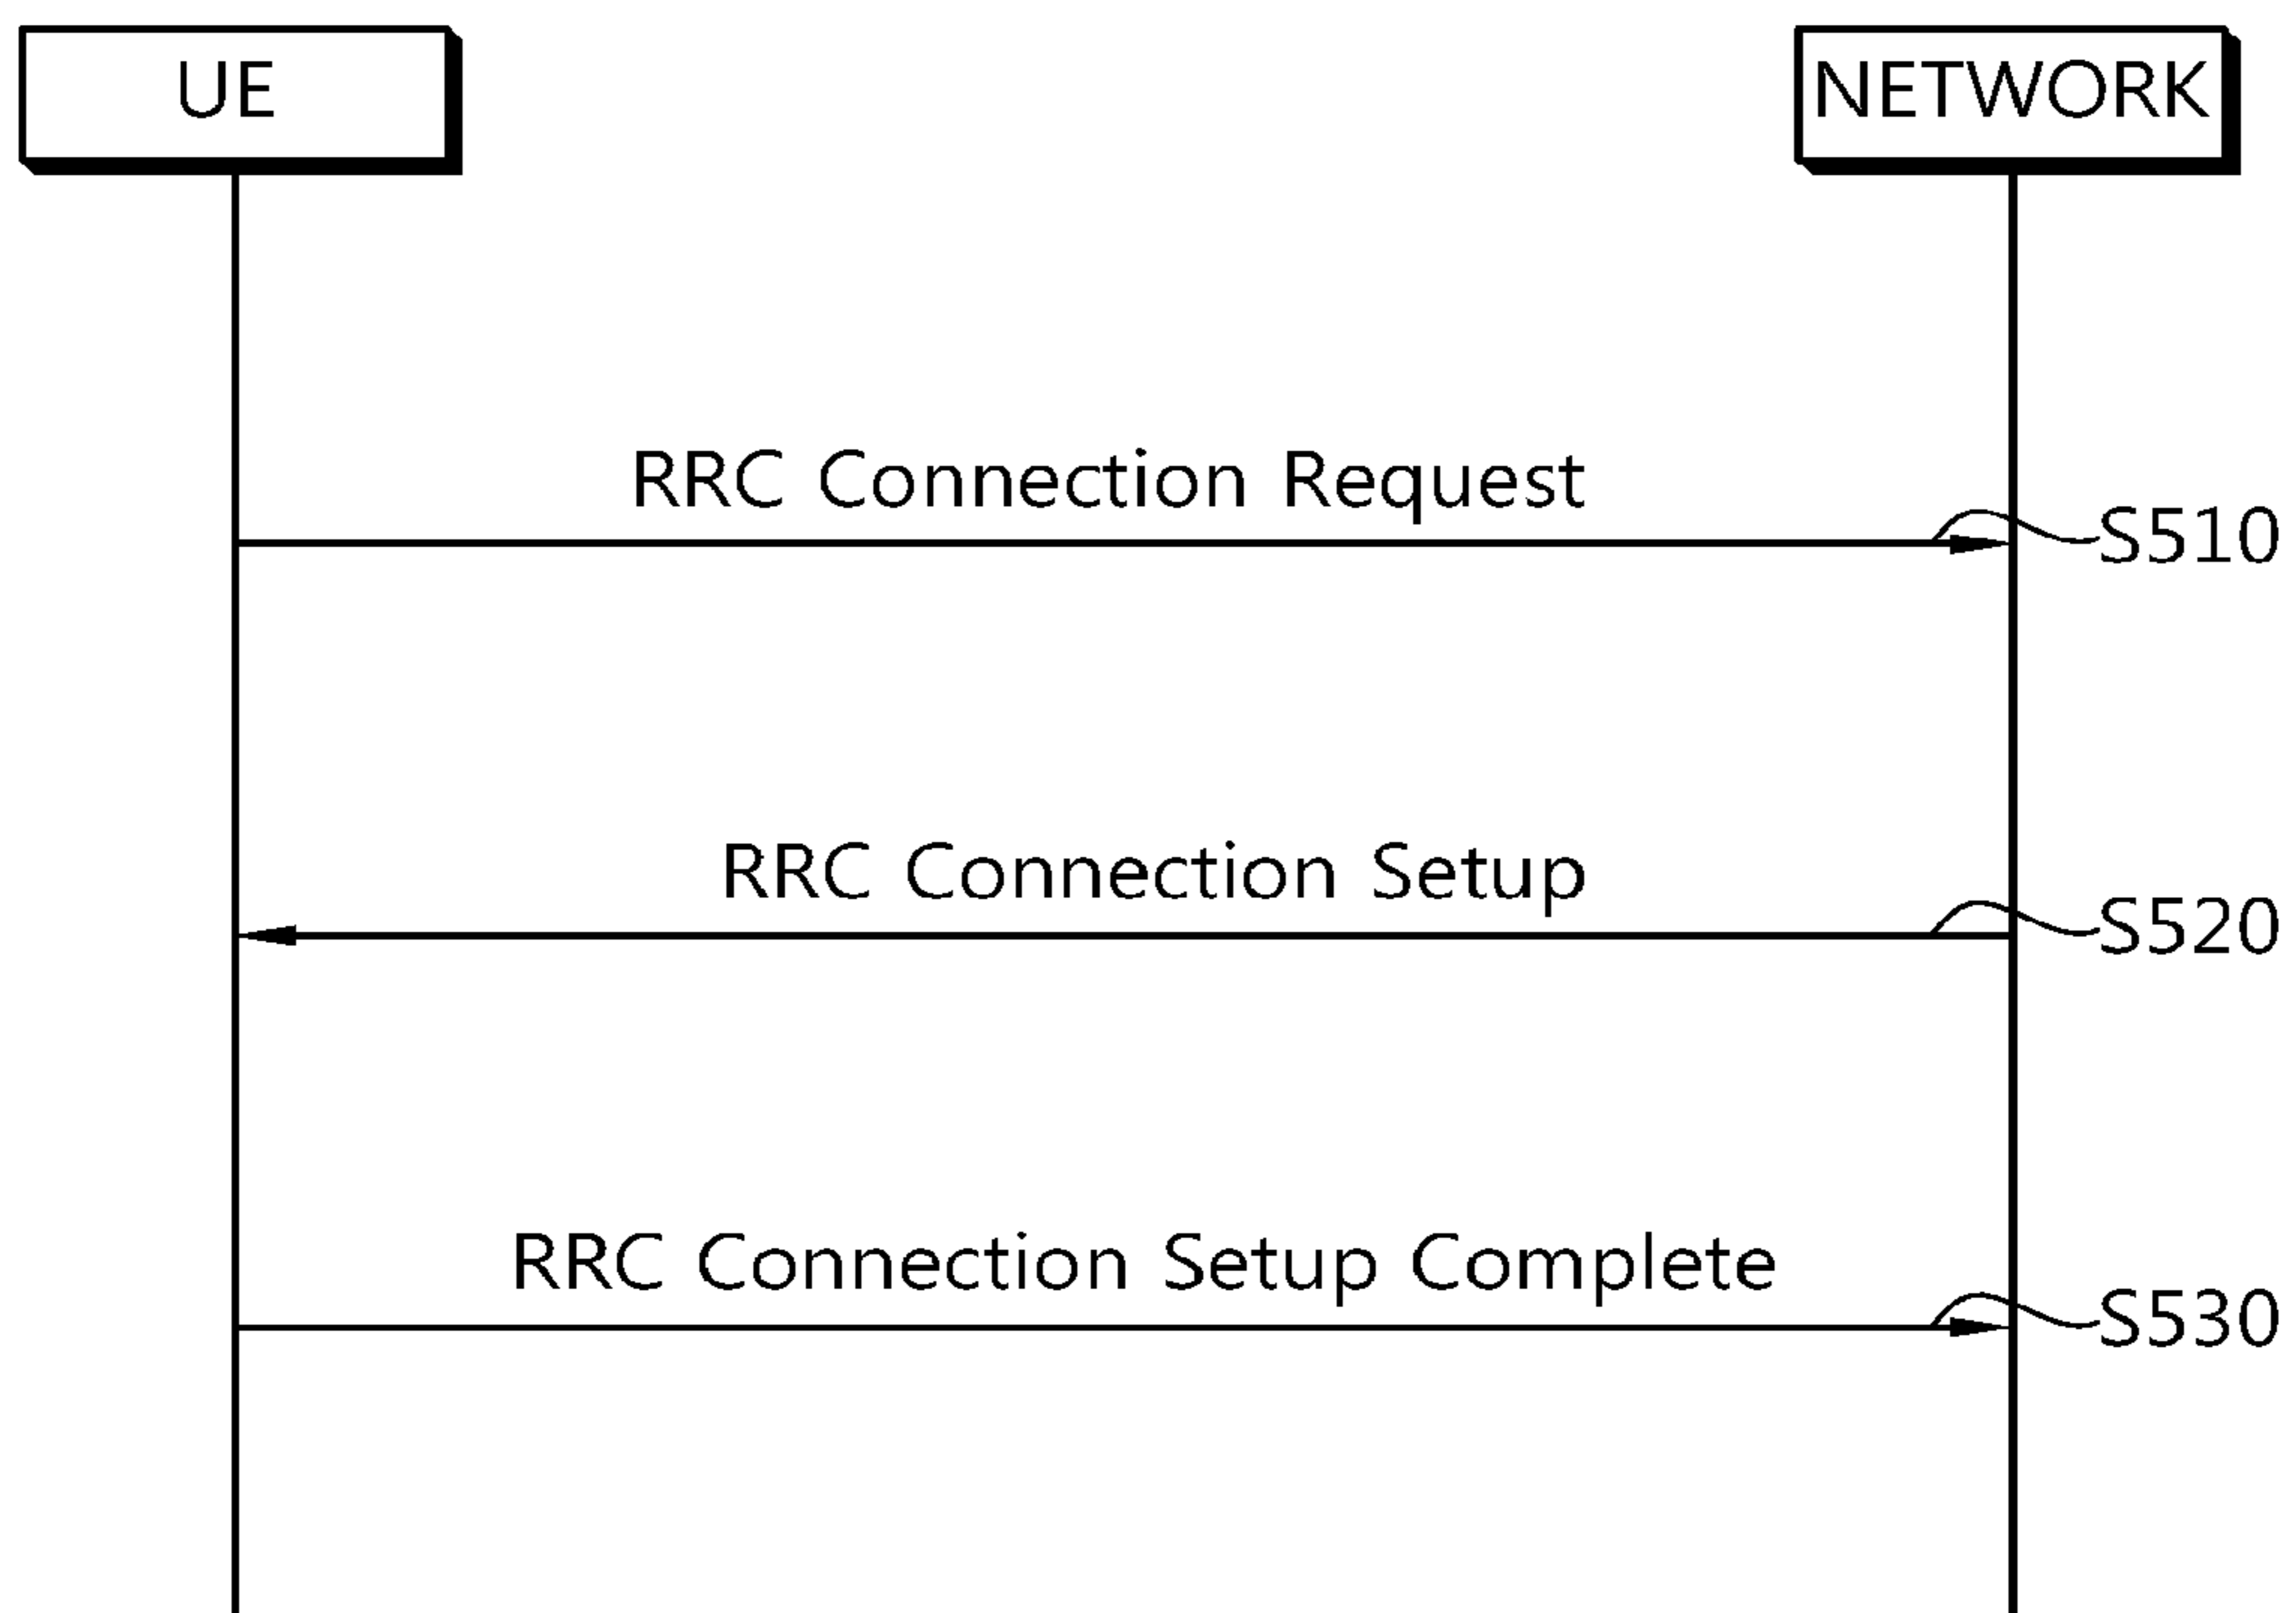 UE
NETWORK
RRC Connection Request
S510
RRC Connection Setup
S520
RRC Connection Setup Complete
S530